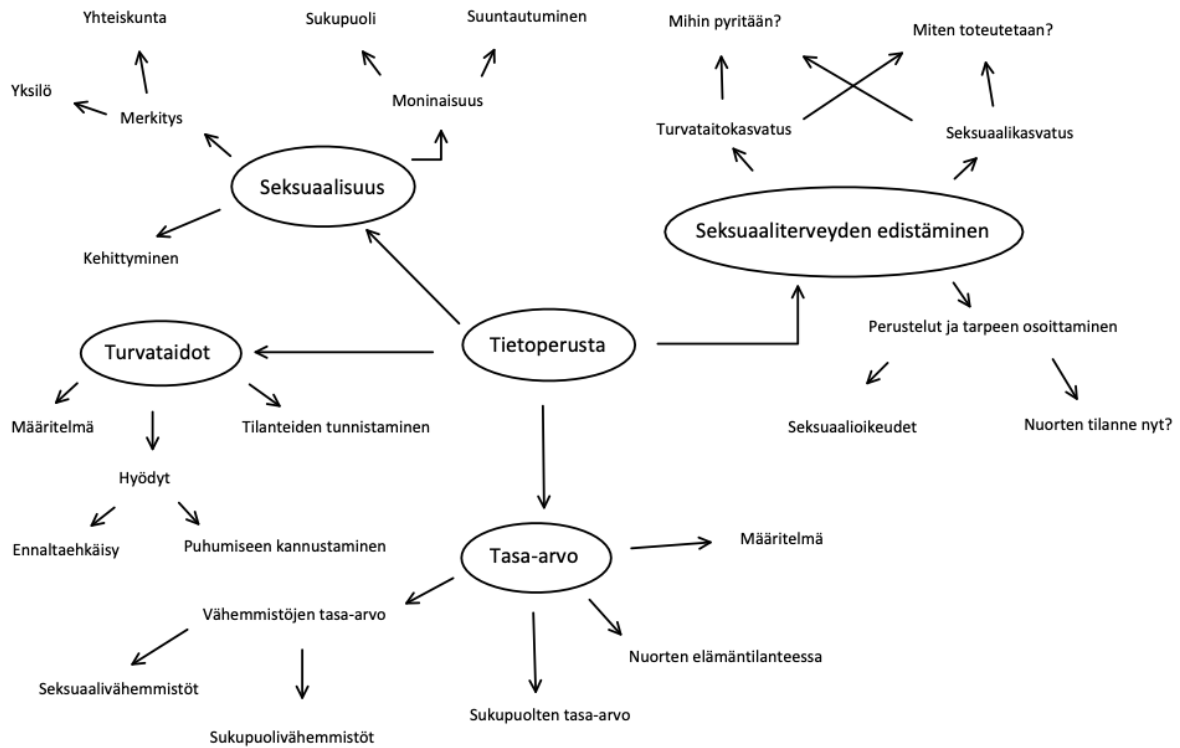 Yhteiskunta
Sukupuoli
Suuntautuminen
Mihin pyritään?
Miten toteutetaan?
Yksilö
Merkitys
Moninaisuus
Turvataitokasvatus
Seksuaalikasvatus
Seksuaalisuus
Seksuaaliterveyden edistäminen
Kehittyminen
Perustelut ja tarpeen osoittaminen
Turvataidot
Tietoperusta
Määritelmä
Tilanteiden tunnistaminen
Seksuaalioikeudet
Nuorten tilanne nyt?
Hyödyt
Ennaltaehkäisy
Puhumiseen kannustaminen
Tasa-arvo
Määritelmä
Vähemmistöjen tasa-arvo
Nuorten elämäntilanteessa
Seksuaalivähemmistöt
Sukupuolten tasa-arvo
Sukupuolivähemmistöt